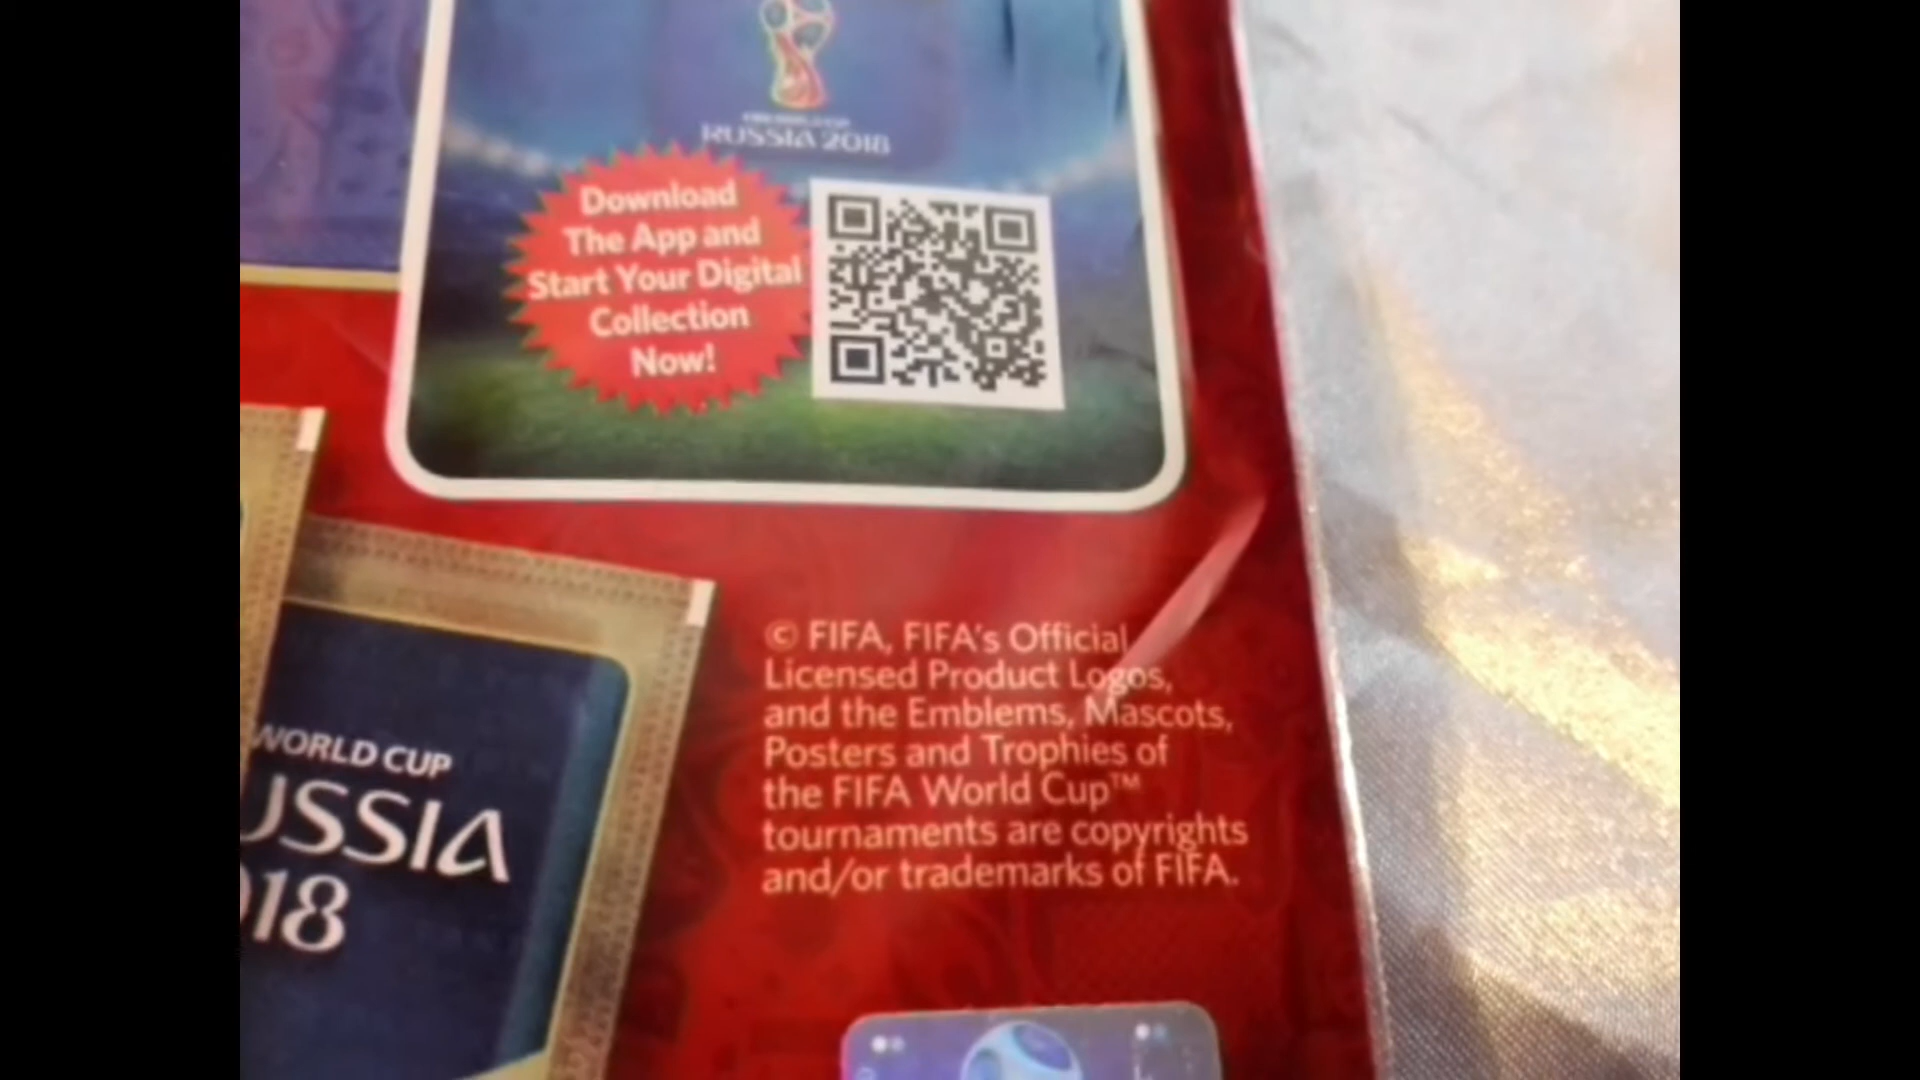 RUSSIA 2018
Download
The App and
Start Your Digital
Collection
Now!
WORLD CUP
USSIA
18
© FIFA, FIFA's Official
Licensed Product Logos,
and the Emblems, Mascots,
Posters and Trophies of
the FIFA World Cup™
tournaments are copyrights
and/or trademarks of FIFA.